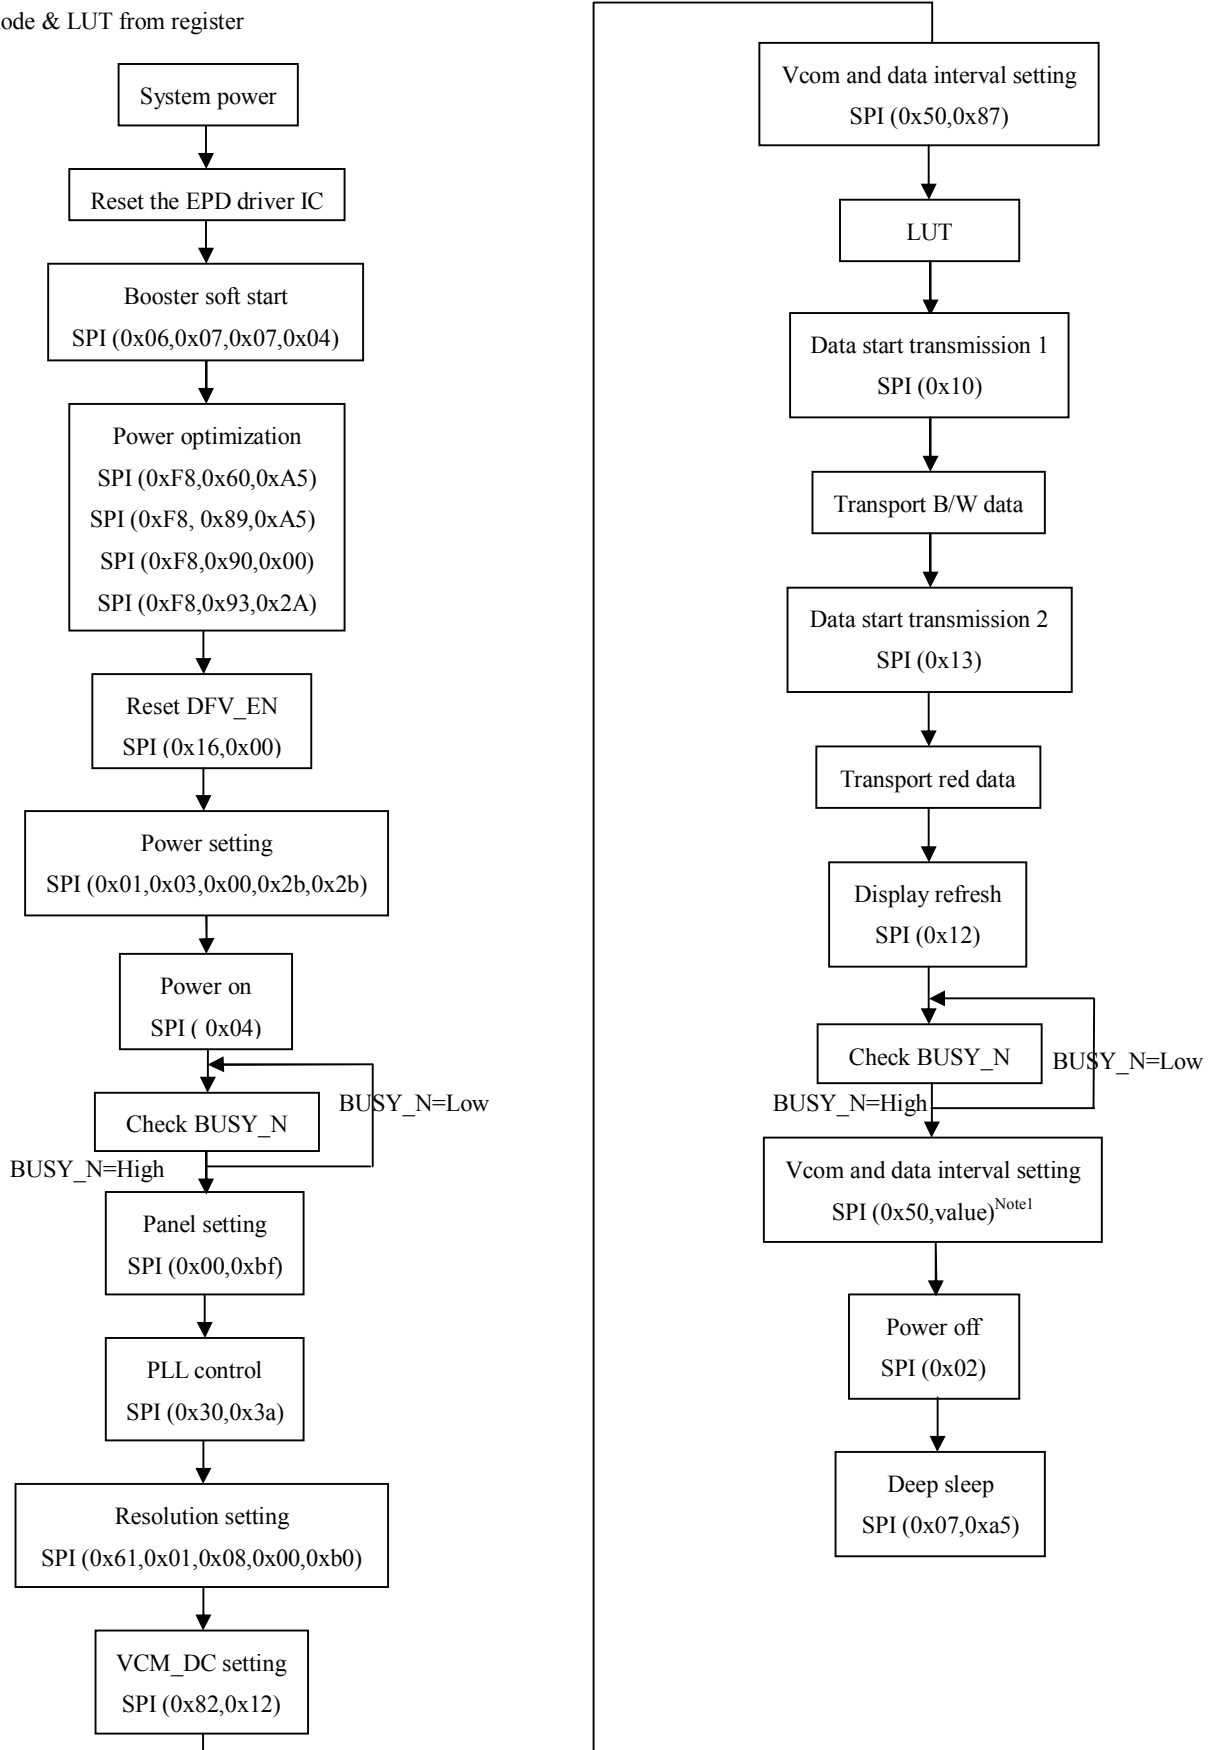 ode & LUT from register
System power
Reset the EPD driver IC
Booster soft start
SPI (0x06,0x07,0x07,0x04)
Power optimization
SPI (0xF8,0x60,0xA5)
SPI (0xF8, 0x89,0xA5)
SPI (0xF8,0x90,0x00)
SPI (0xF8,0x93,0x2A)
Reset DFV_EN
SPI (0x16,0x00)
Power setting
SPI (0x01,0x03,0x00,0x2b,0x2b)
Power on
SPI ( 0x04)
Check BUSY_N
BUSY_N=Low
BUSY_N=High
Panel setting
SPI (0x00,0xbf)
PLL control
SPI (0x30,0x3a)
Resolution setting
SPI (0x61,0x01,0x08,0x00,0xb0)
VCM_DC setting
SPI (0x82,0x12)
Vcom and data interval setting
SPI (0x50,0x87)
LUT
Data start transmission 1
SPI (0x10)
Transport B/W data
Data start transmission 2
SPI (0x13)
Transport red data
Display refresh
SPI (0x12)
Check BUSY_N
BUSY_N=Low
BUSY_N=High
Vcom and data interval setting
SPI (0x50,value)Note1
Power off
SPI (0x02)
Deep sleep
SPI (0x07,0xa5)